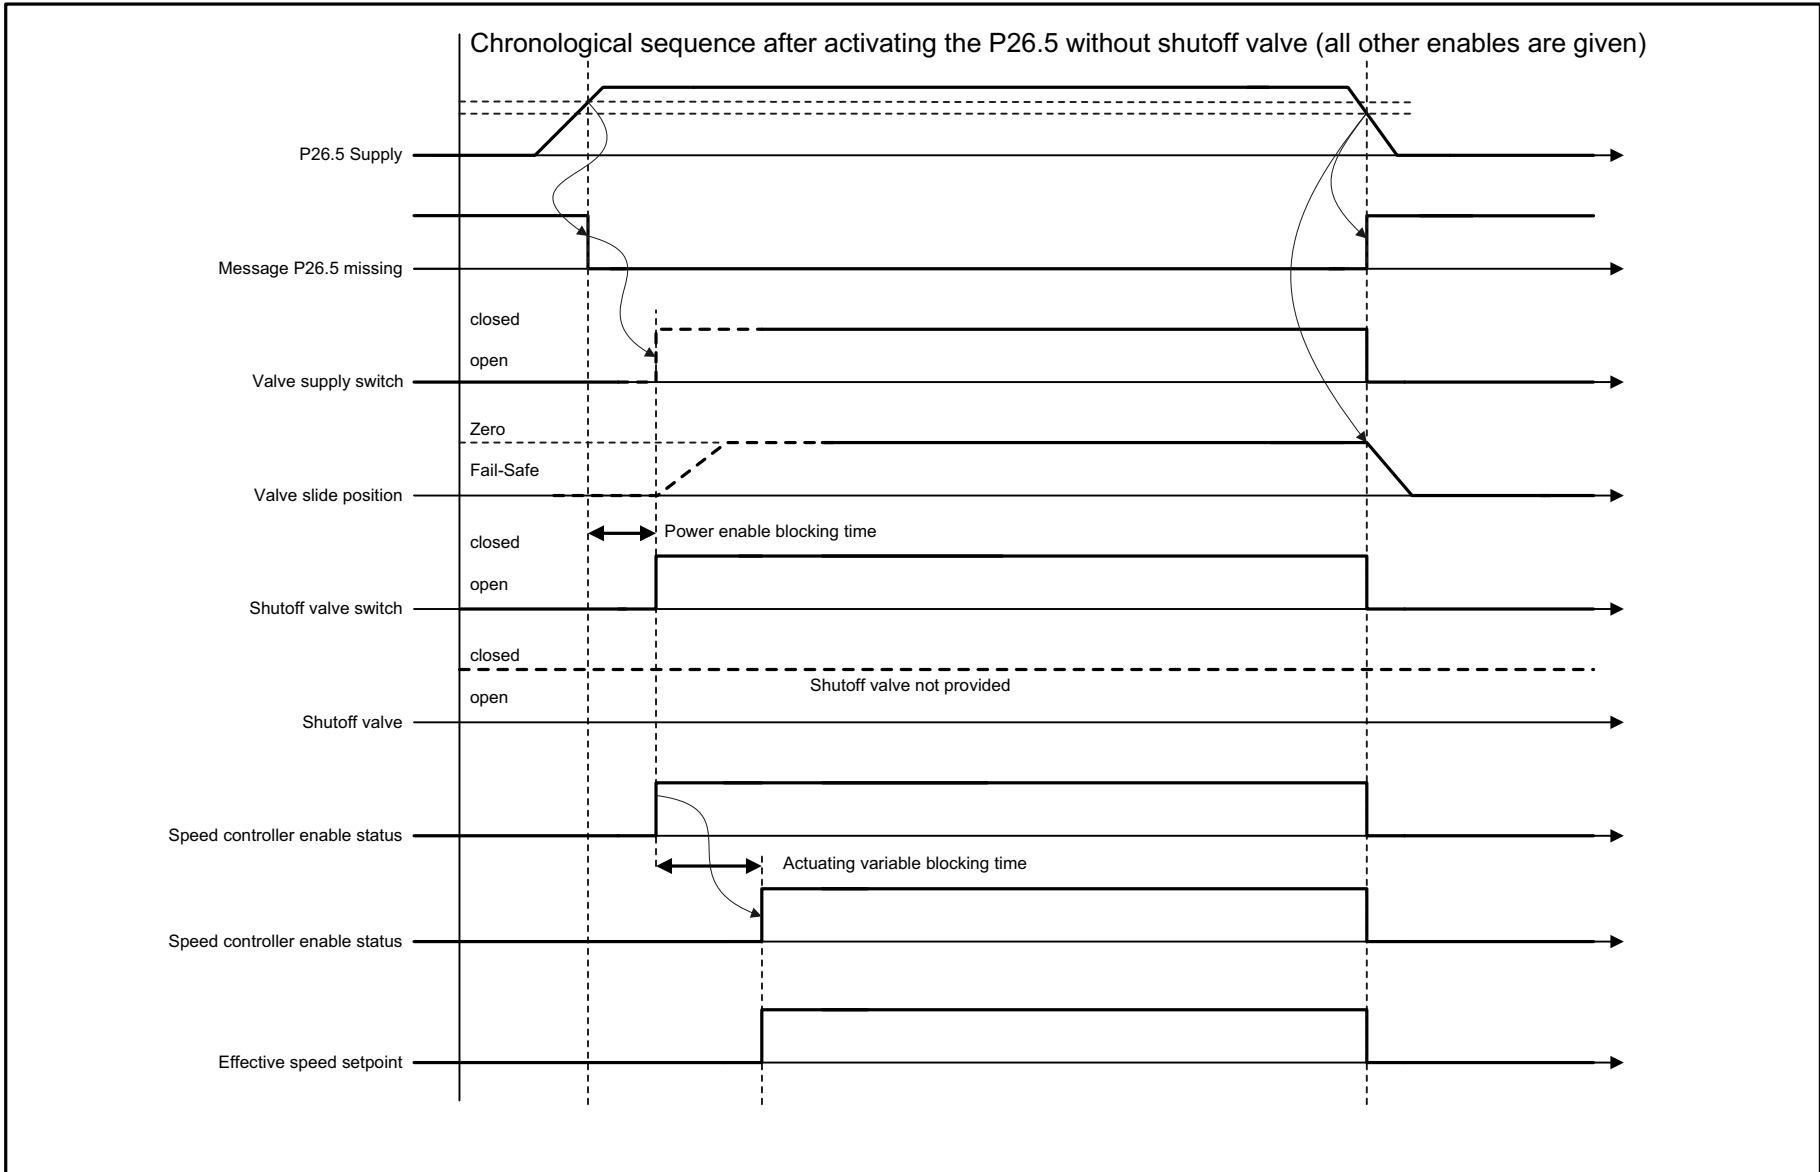 Chronological sequence after activating the P26.5 without shutoff valve (all other enables are given)
P26.5 Supply
Message P26.5 missing
closed
open
Valve supply switch
Zero
Fail-Safe
Valve slide position
Power enable blocking time
closed
open
Shutoff valve switch
closed
Shutoff valve not provided
open
Shutoff valve
Speed controller enable status
Actuating variable blocking time
Speed controller enable status
Effective speed setpoint